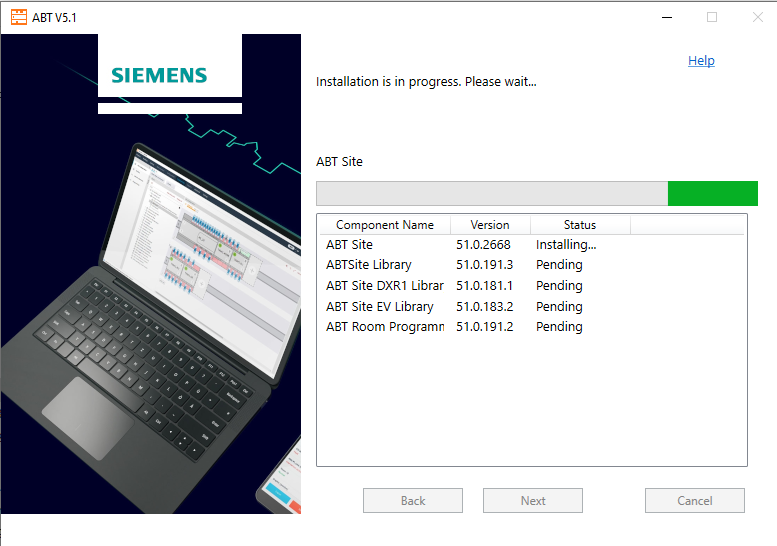 ABT V5.1
SIEMENS
Help
Installation is in progress. Please wait...
ABT Site
Component Name Version Status
ABT Site 51.0.2668 Installing...
ABTSite Library 51.0.191.3 Pending
ABT Site DXR1 Librar 51.0.181.1 Pending
ABT Site EV Library 51.0.183.2 Pending
ABT Room Programn 51.0.191.2 Pending
Back Next Cancel